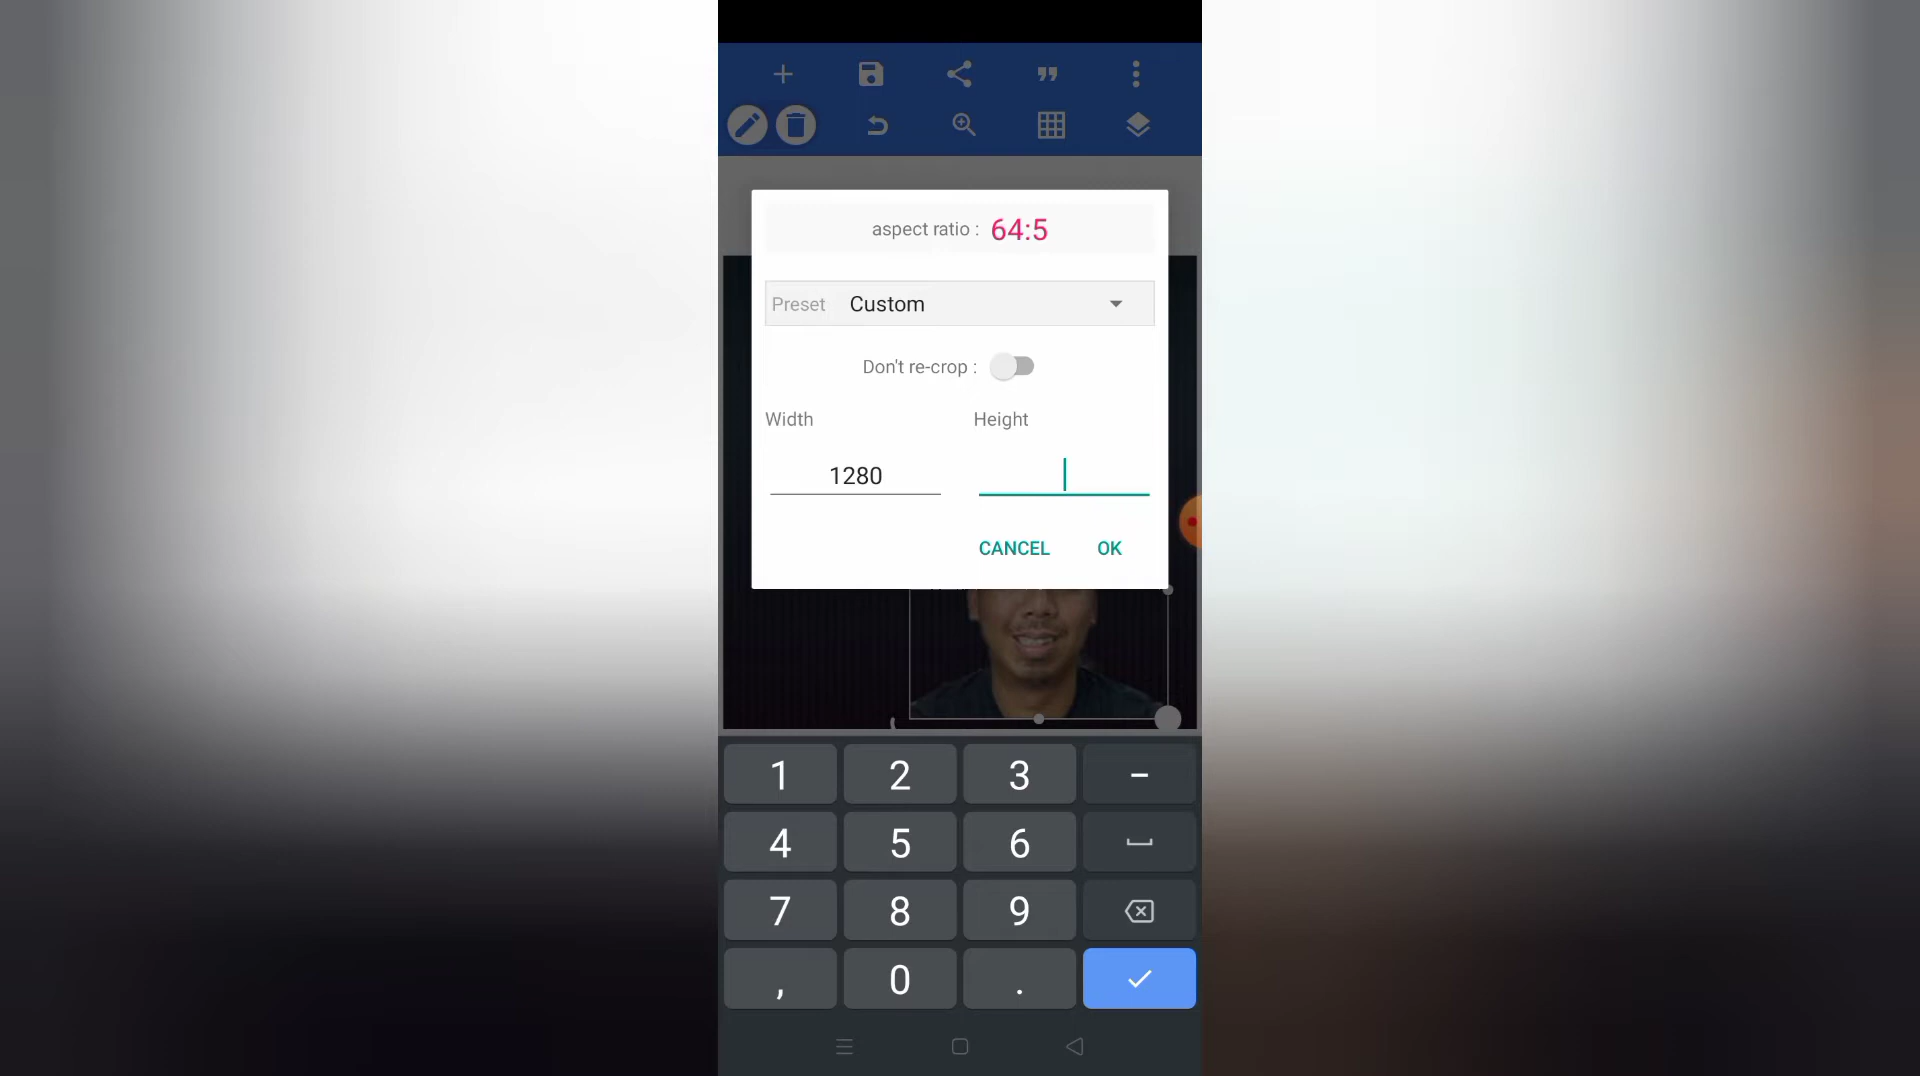 aspect ratio : 64:5
Preset Custom
Don't re-crop :
Width Height
1280
CANCEL OK
1 2 3 −
4 5 6
7 8 9
, 0 .